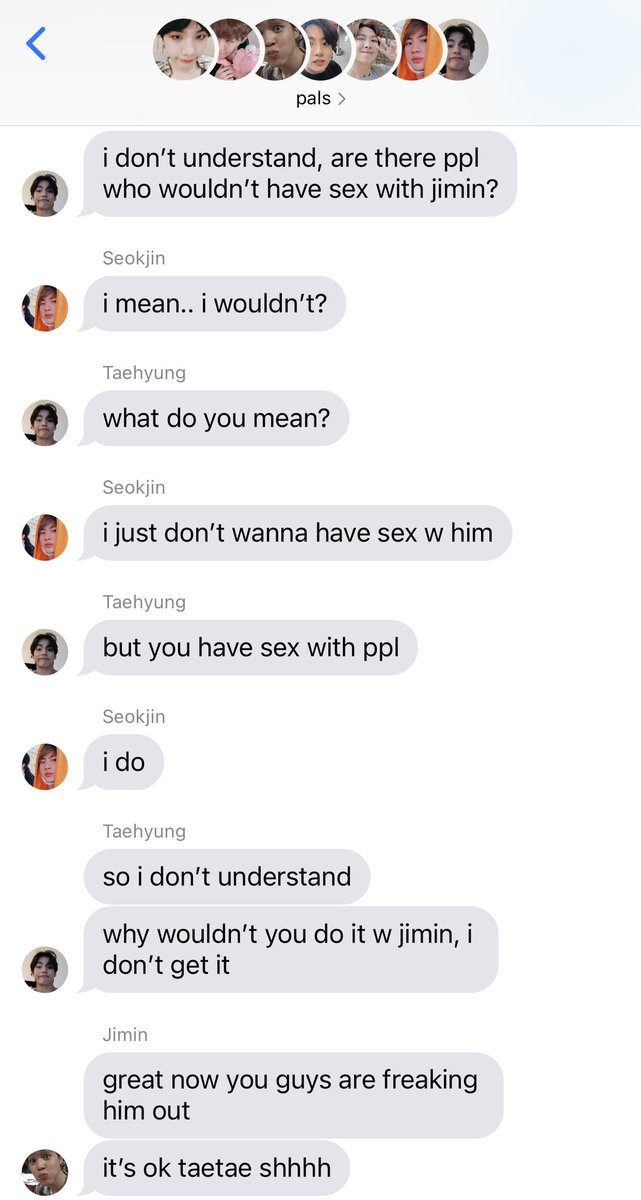 pals
i don’t understand, are there ppl
who wouldn’t have sex with jimin?
Seokjin
i mean.. i wouldn’t?
Taehyung
what do you mean?
Seokjin
i just don’t wanna have sex w him
Taehyung
but you have sex with ppl
Seokjin
i do
Taehyung
so i don’t understand
why wouldn’t you do it w jimin, i
don’t get it
Jimin
great now you guys are freaking
him out
it’s ok taetae shhhh